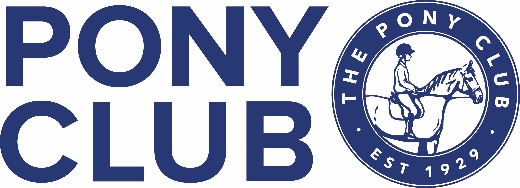 PONY
CLUB
THE PONY CLUB
EST 1929